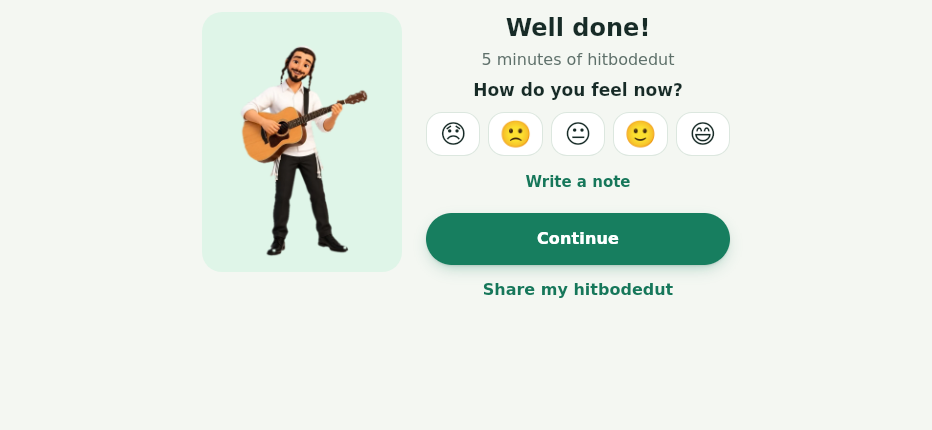 Well done!
5 minutes of hitbodedut
How do you feel now?
😞 🙁 😐 🙂 😄
Write a note
Continue
Share my hitbodedut